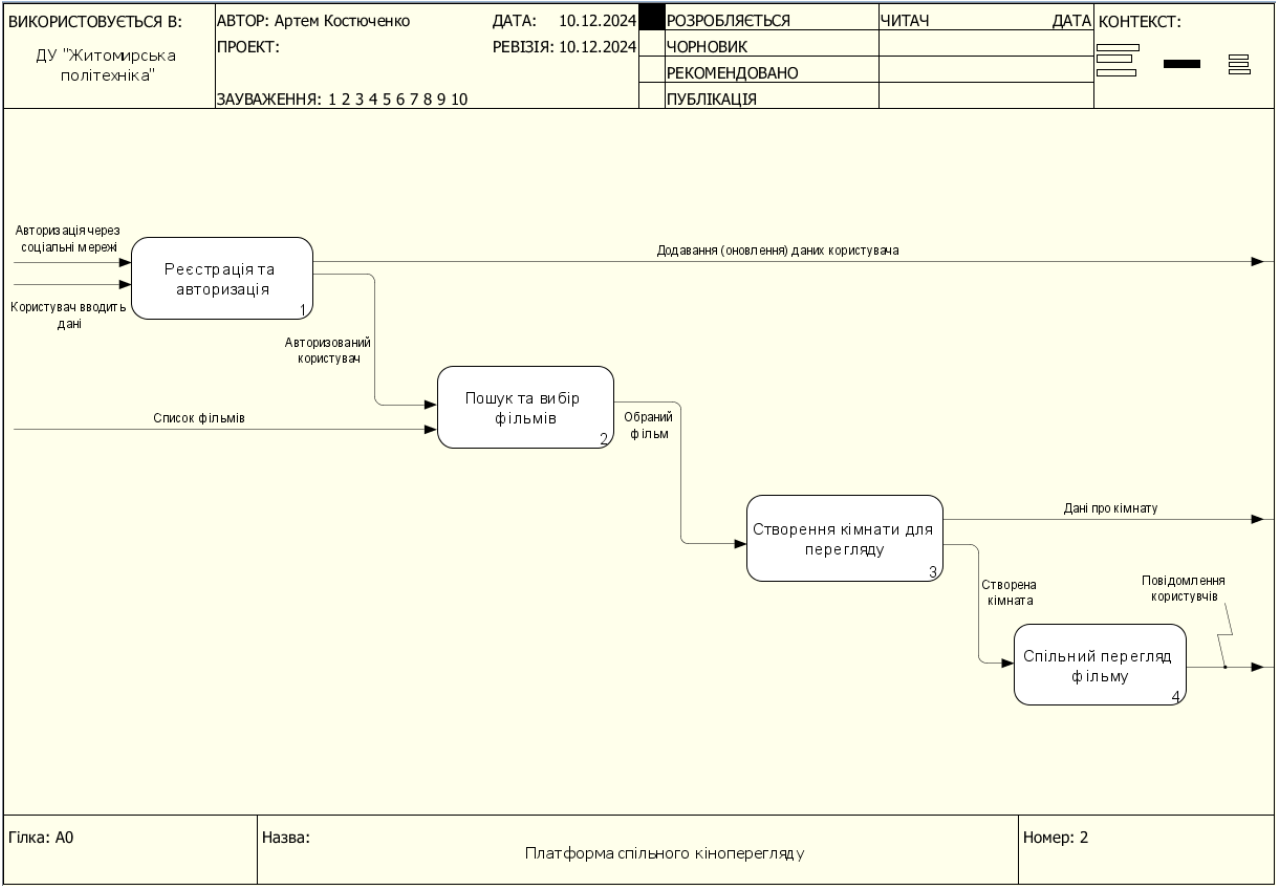 ВИКОРИСТОВУЄТЬСЯ В:
ДУ "Житомирська
політехніка"
АВТОР: Артем Костюченко
ДАТА: 10.12.2024
ПРОЕКТ:
РЕВІЗІЯ: 10.12.2024
ЗАУВАЖЕННЯ: 1 2 3 4 5 6 7 8 9 10
РОЗРОБЛЯЄТЬСЯ
ЧОРНОВИК
РЕКОМЕНДОВАНО
ПУБЛІКАЦІЯ
ЧИТАЧ
ДАТА
КОНТЕКСТ:
Авторизація через
соціальні мережі
Користувач вводить
дані
Реєстрація та
авторизація
1
Додавання (оновлення) даних користувача
Авторизований
користувач
Список фільмів
Пошук та вибір
фільмів
2
Обраний
фільм
Створення кімнати для
перегляду
3
Дані про кімнату
Створена
кімната
Повідомлення
користувчів
Спільний перегляд
фільму
4
Гілка: A0
Назва:
Платформа спільного кіноперегляду
Номер: 2